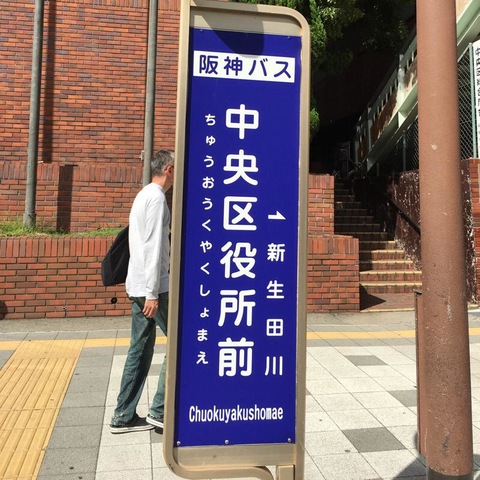 阪神バス
中央区役所前
ちゅうおうくやくしょまえ
新生田川
Chuokuyakushomae